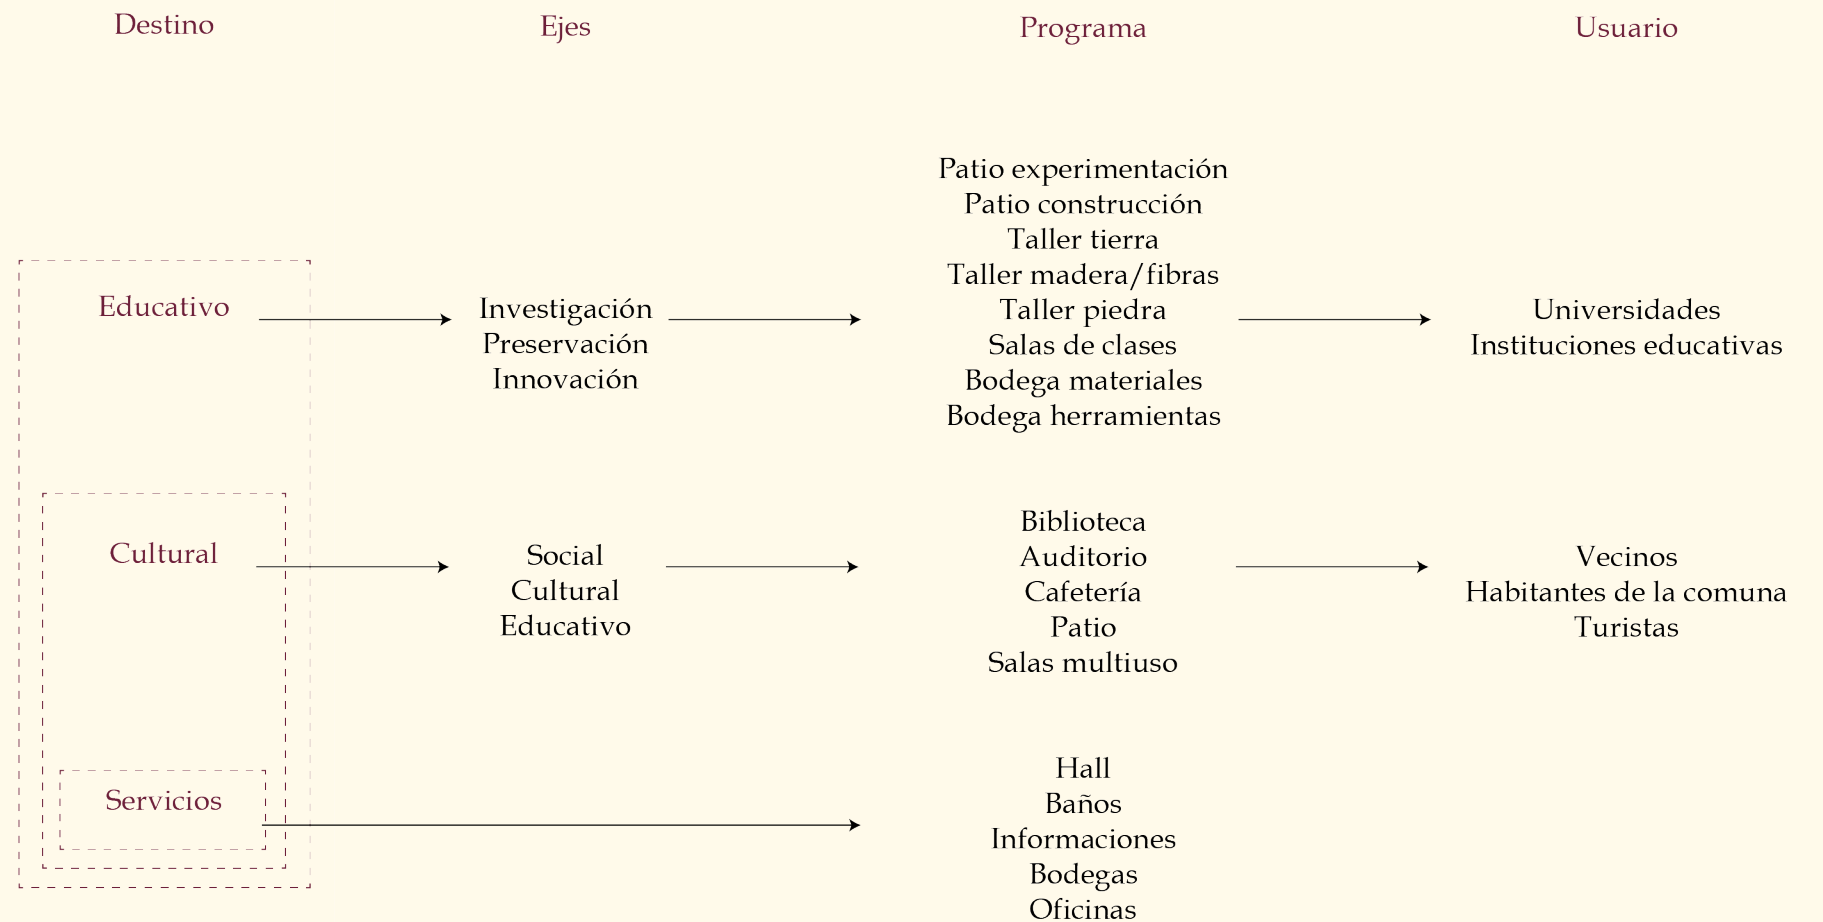 Destino
Ejes
Programa
Usuario
Educativo
Investigación
Preservación
Innovación
Patio experimentación
Patio construcción
Taller tierra
Taller madera/fibras
Taller piedra
Salas de clases
Bodega materiales
Bodega herramientas
Universidades
Instituciones educativas
Cultural
Social
Cultural
Educativo
Biblioteca
Auditorio
Cafetería
Patio
Salas multiuso
Vecinos
Habitantes de la comuna
Turistas
Servicios
Hall
Baños
Informaciones
Bodegas
Oficinas